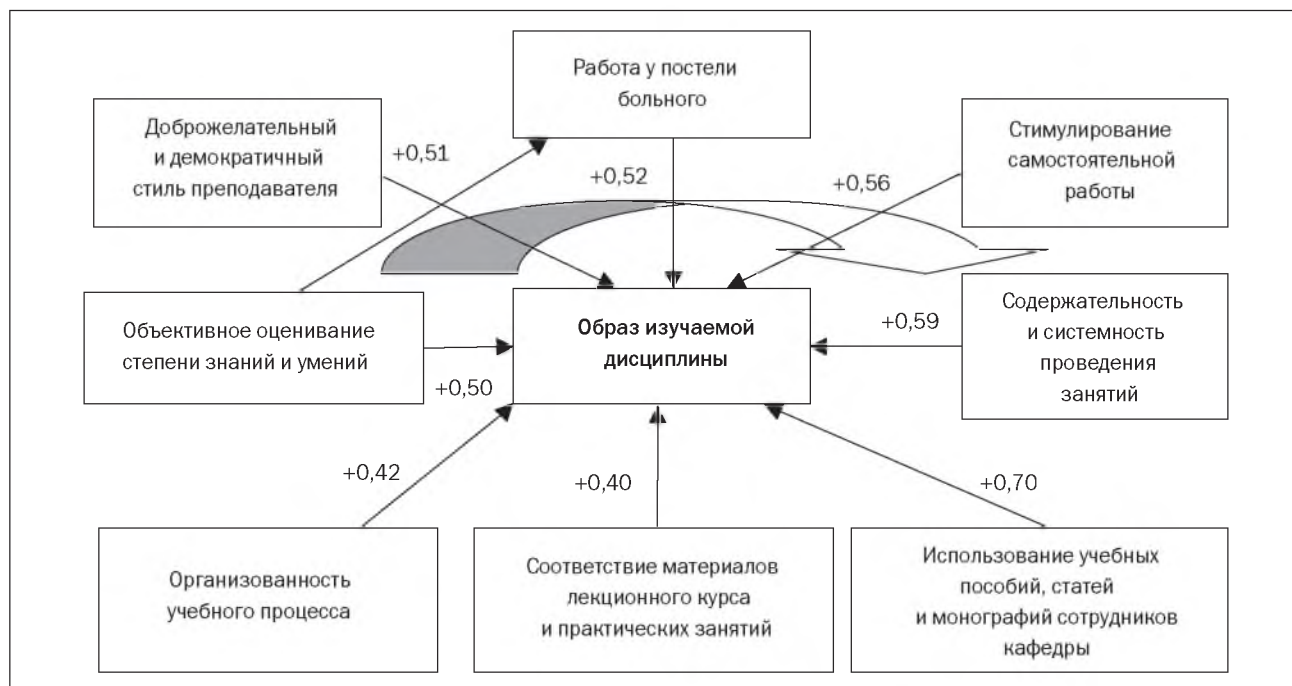 Работа у постели
больного
Доброжелательный
и демократичный
стиль преподавателя
Стимулирование
самостоятельной
работы
+0,51
+0,52
+0,56
Объективное оценивание
степени знаний и умений
Образ изучаемой
дисциплины
+0,59
Содержательность
и системность
проведения
занятий
+0,50
+0,42
+0,40
+0,70
Организованность
учебного процесса
Соответствие материалов
лекционного курса
и практических занятий
Использование учебных
пособий, статей
и монографий сотрудников
кафедры